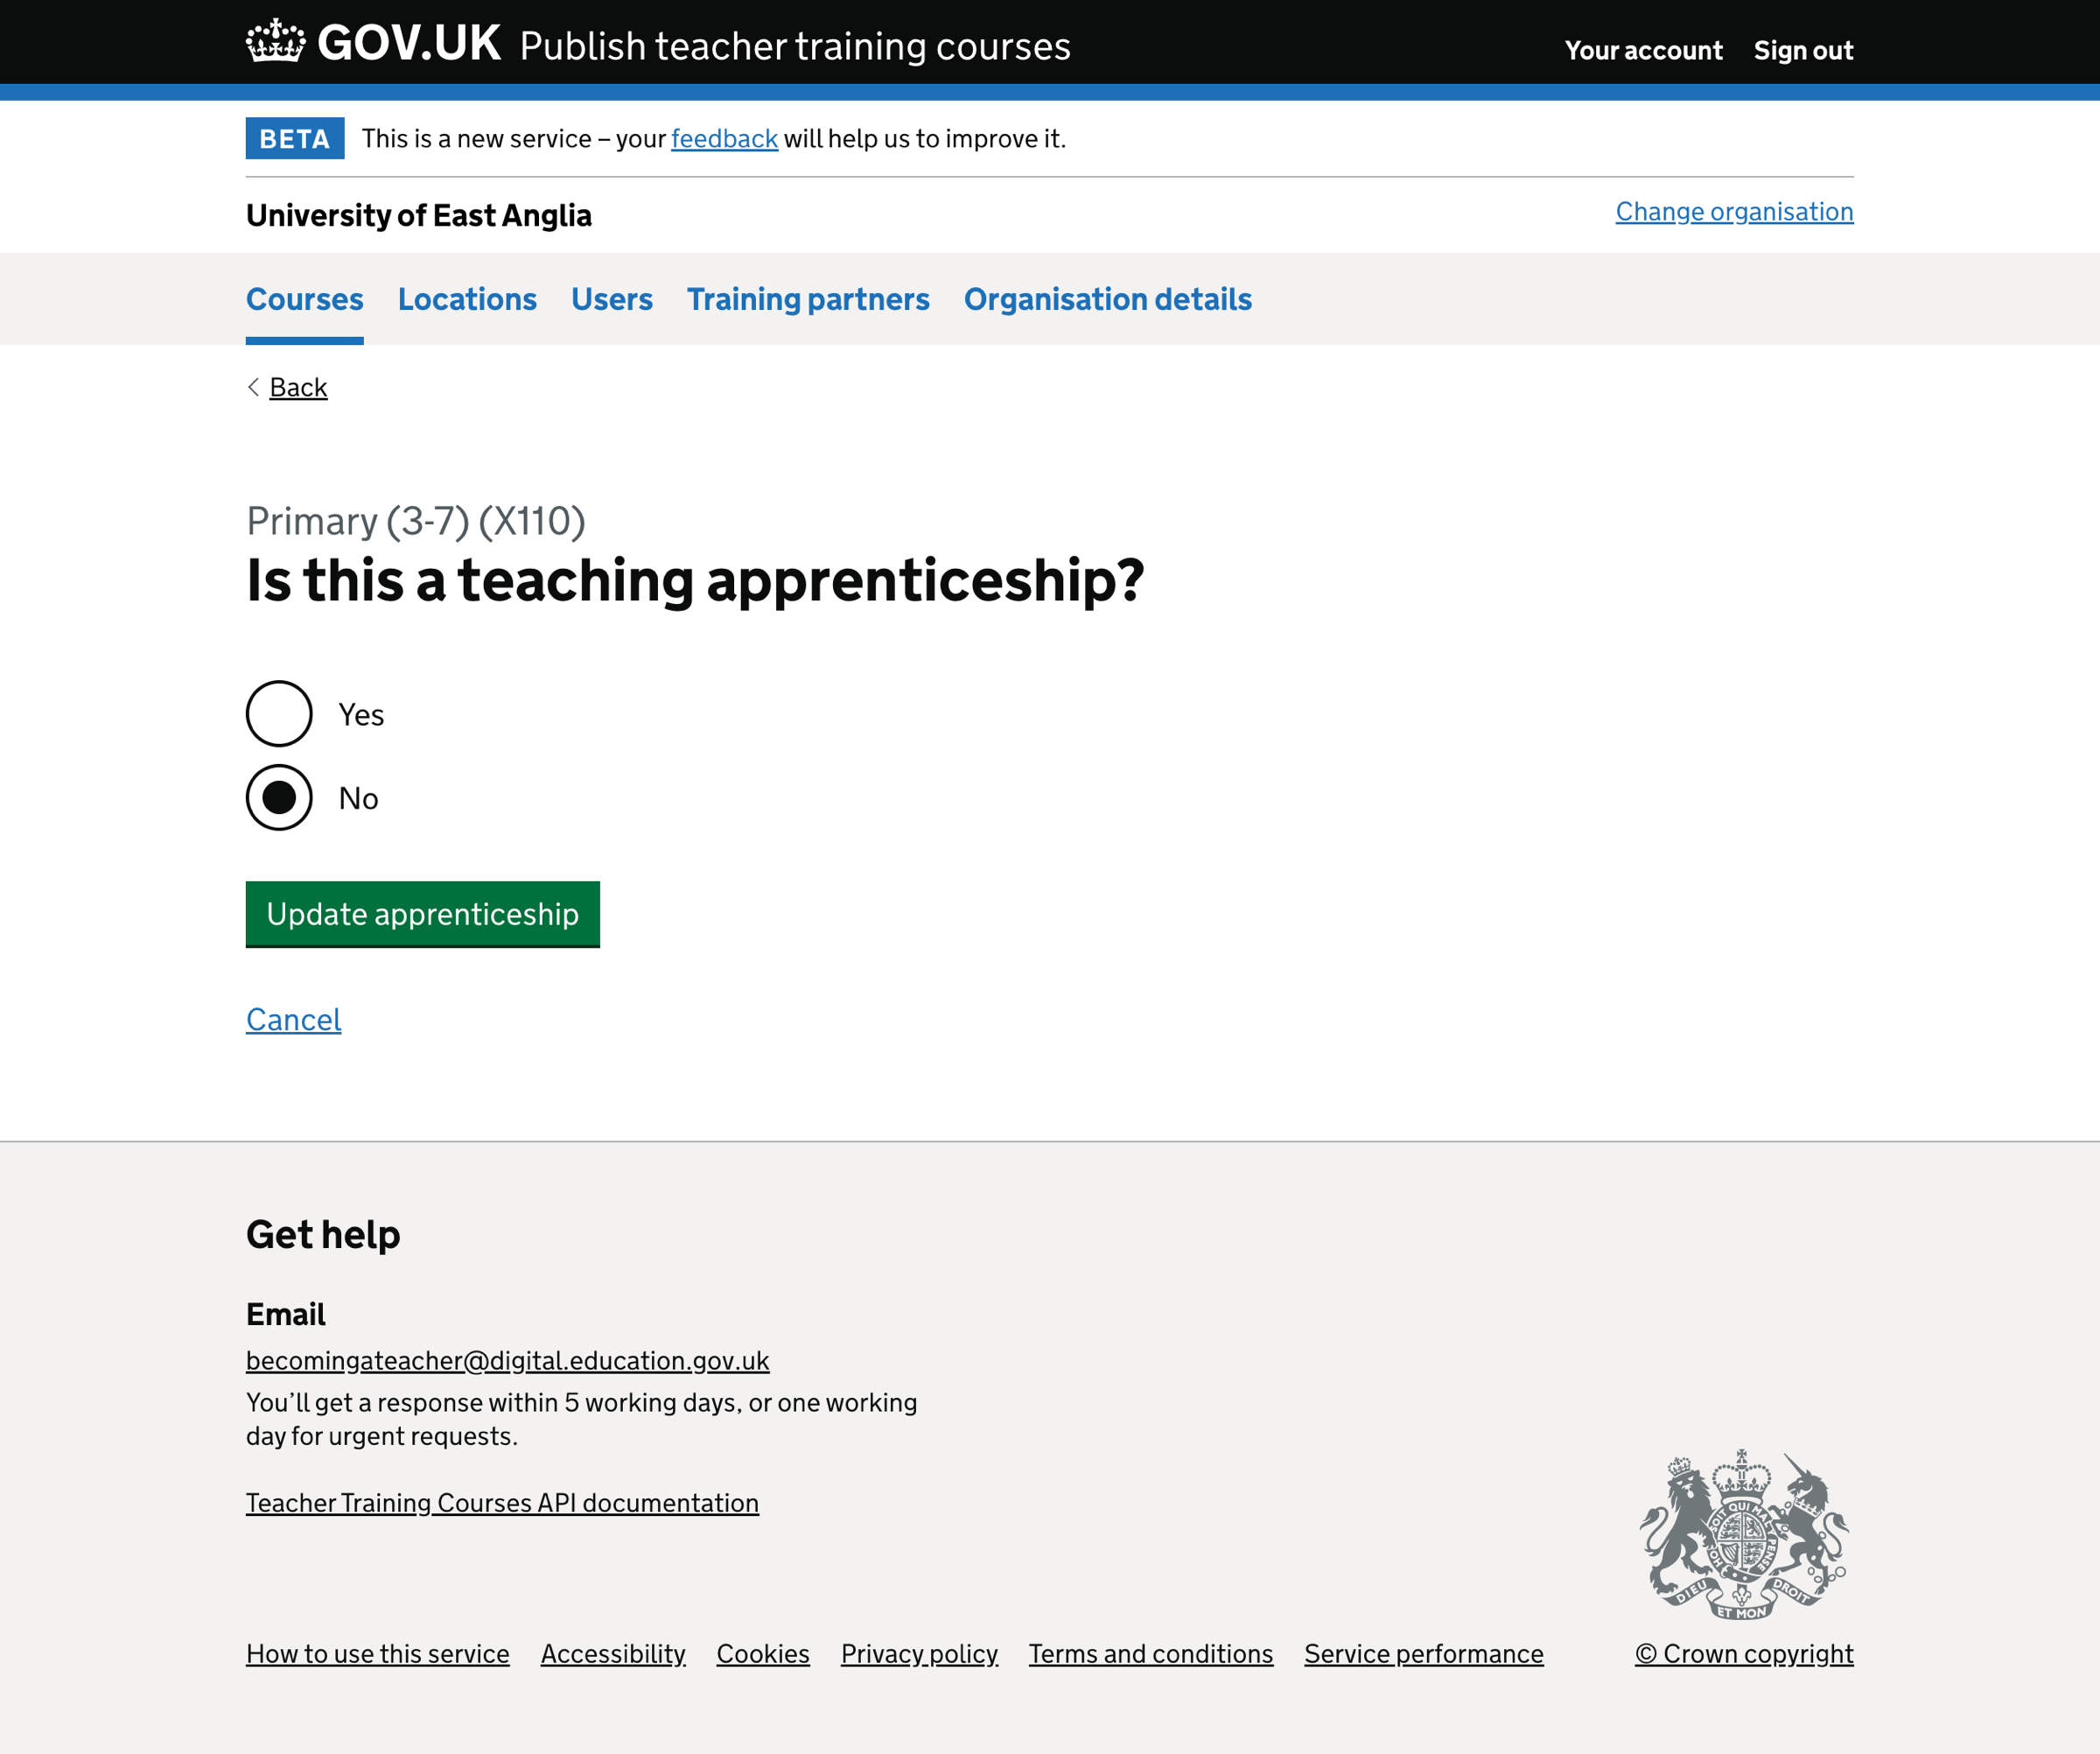 GOV.UK Publish teacher training courses
Your account Sign out
BETA This is a new service – your feedback will help us to improve it.
University of East Anglia
Change organisation
Courses Locations Users Training partners Organisation details
Back
Primary (3-7) (X110)
Is this a teaching apprenticeship?
Yes
No
Update apprenticeship
Cancel
Get help
Email
becomingateacher@digital.education.gov.uk
You’ll get a response within 5 working days, or one working
day for urgent requests.
Teacher Training Courses API documentation
HONI SOIT QUI MAL Y PENSE
DIEU ET MON DROIT
How to use this service Accessibility Cookies Privacy policy Terms and conditions Service performance
© Crown copyright